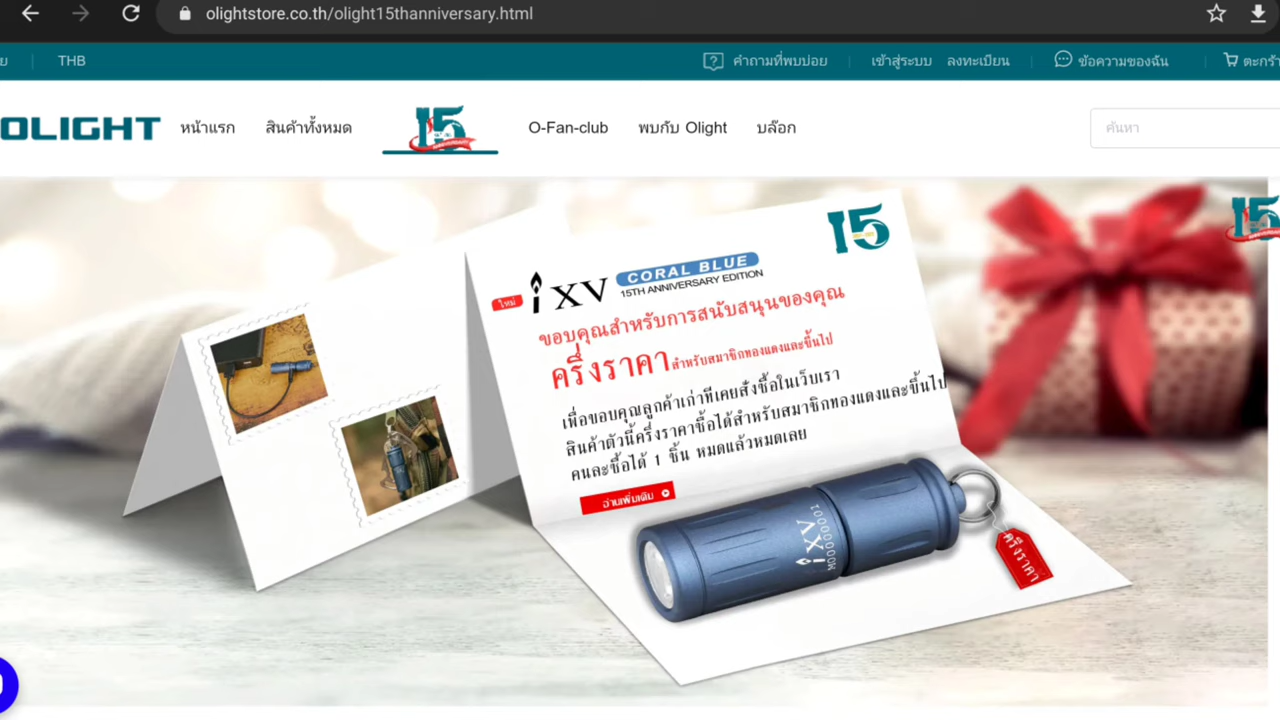 olightstore.co.th/olight15thanniversary.html
THB
คำถามที่พบบ่อย
เข้าสู่ระบบ
ลงทะเบียน
ข้อความของฉัน
OLIGHT
หน้าแรก
สินค้าทั้งหมด
15
O-Fan-club
พบกับ Olight
บล๊อก
ค้นหา
15
15
ใหม่
iXV
CORAL BLUE
15TH ANNIVERSARY EDITION
ขอบคุณสำหรับการสนับสนุนของคุณ
ครึ่งราคา สำหรับสมาชิกทองแดงและขึ้นไป
เพื่อขอบคุณลูกค้าเก่าที่เคยสั่งซื้อในเว็บเรา
สินค้าตัวนี้ครึ่งราคาซื้อได้สำหรับสมาชิกทองแดงและขึ้นไป
คนละซื้อได้ 1 ชิ้น หมดแล้วหมดเลย
อ่านเพิ่มเติม
iXV
ครึ่งราคา